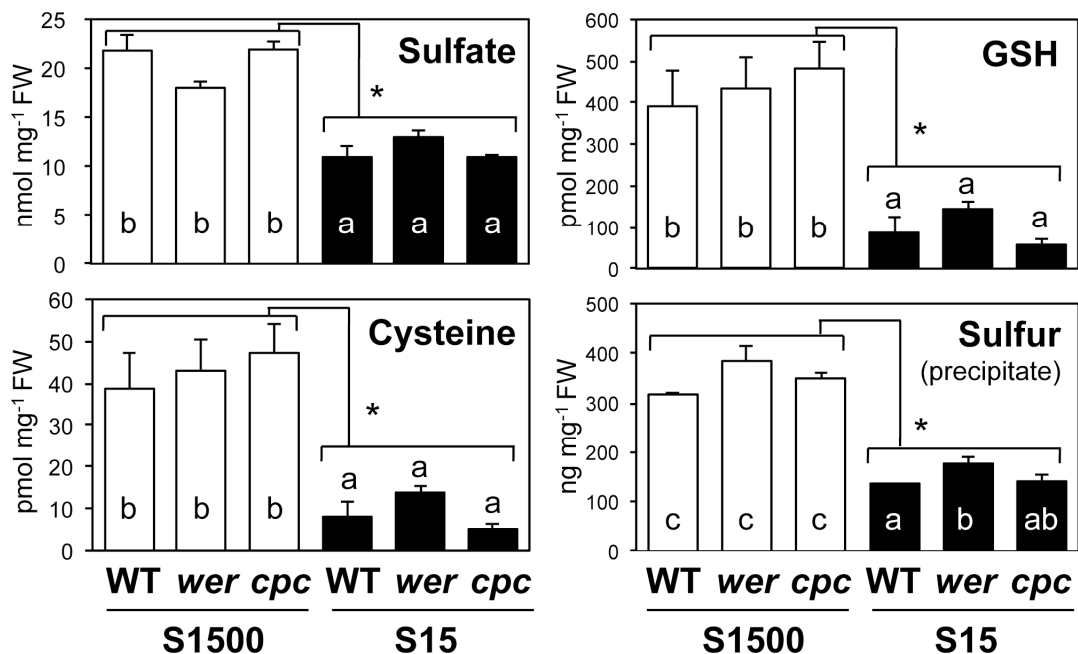 25
20
15
10
5
0
nmol mg⁻¹ FW
Sulfate
*
b b b a a a
600
500
400
300
200
100
0
pmol mg⁻¹ FW
GSH
*
b b b a a a
60
50
40
30
20
10
0
pmol mg⁻¹ FW
Cysteine
*
b b b a a a
WT wer cpc WT wer cpc
S1500 S15
500
400
300
200
100
0
ng mg⁻¹ FW
Sulfur
(precipitate)
*
c c c a b ab
WT wer cpc WT wer cpc
S1500 S15